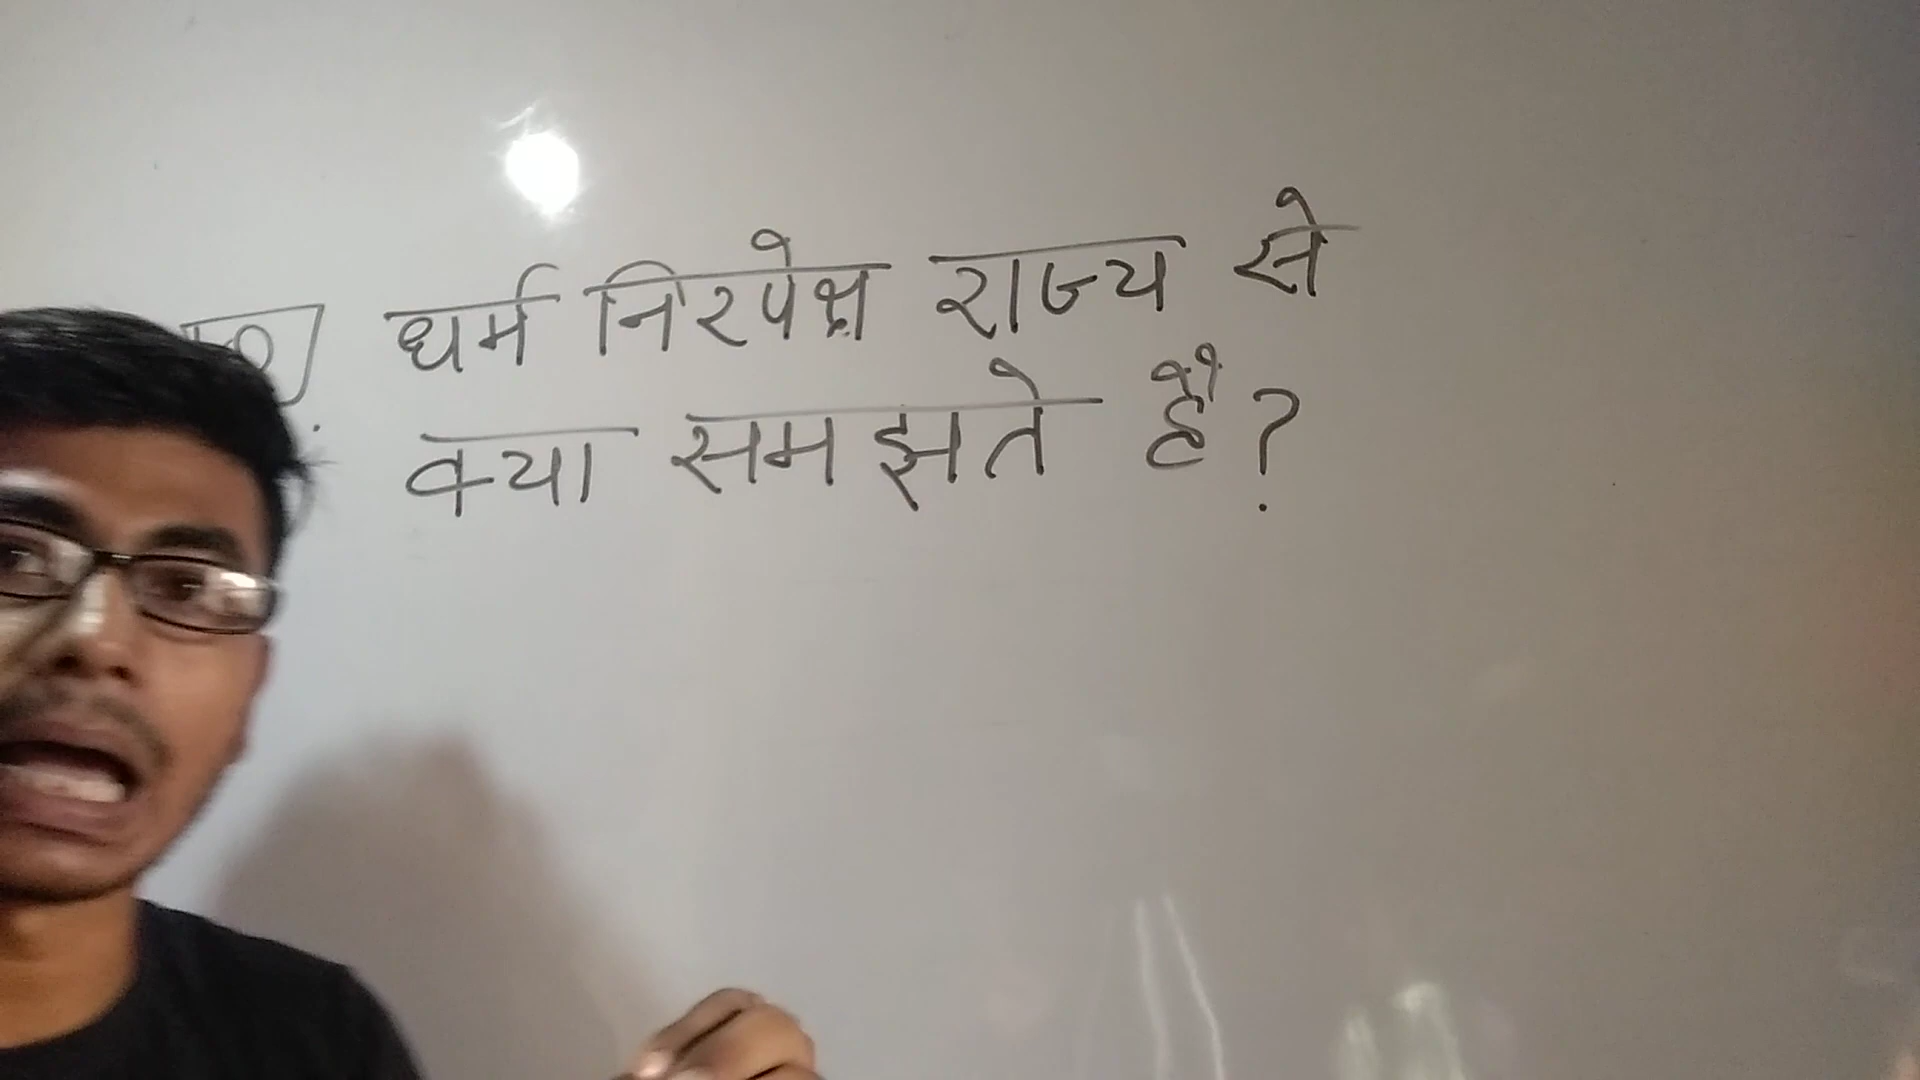 धर्म निरपेक्ष राज्य से
क्या समझते हैं?